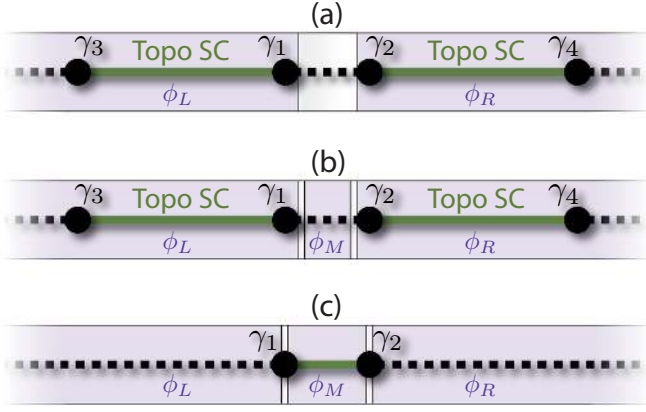 (a)
γ3 Topo SC γ1 γ2 Topo SC γ4
ϕL ϕR
(b)
γ3 Topo SC γ1 γ2 Topo SC γ4
ϕL ϕM ϕR
(c)
γ1 γ2
ϕL ϕM ϕR